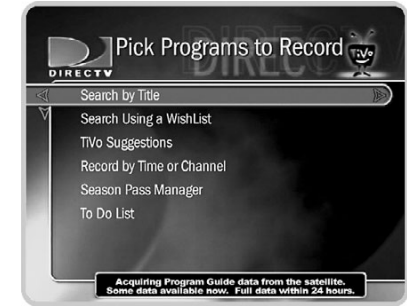 Pick Programs to Record
DIRECTV
TiVo
Search by Title
Search Using a WishList
TiVo Suggestions
Record by Time or Channel
Season Pass Manager
To Do List
Acquiring Program Guide data from the satellite.
Some data available now. Full data within 24 hours.